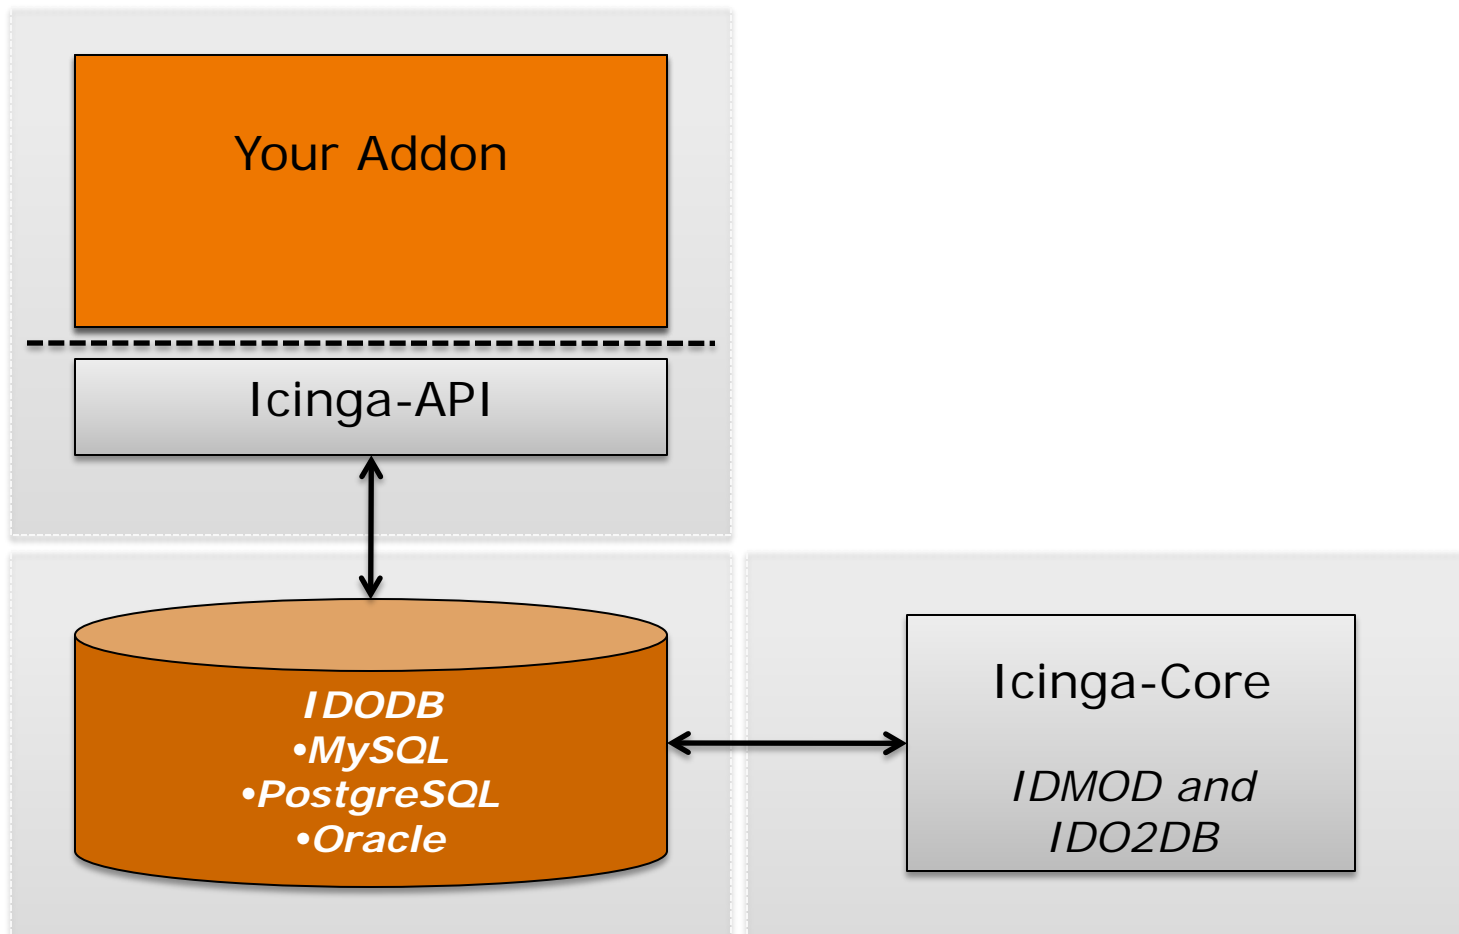 Your Addon
Icinga-API
IDODB
•MySQL
•PostgreSQL
•Oracle
Icinga-Core
IDMOD and
IDO2DB